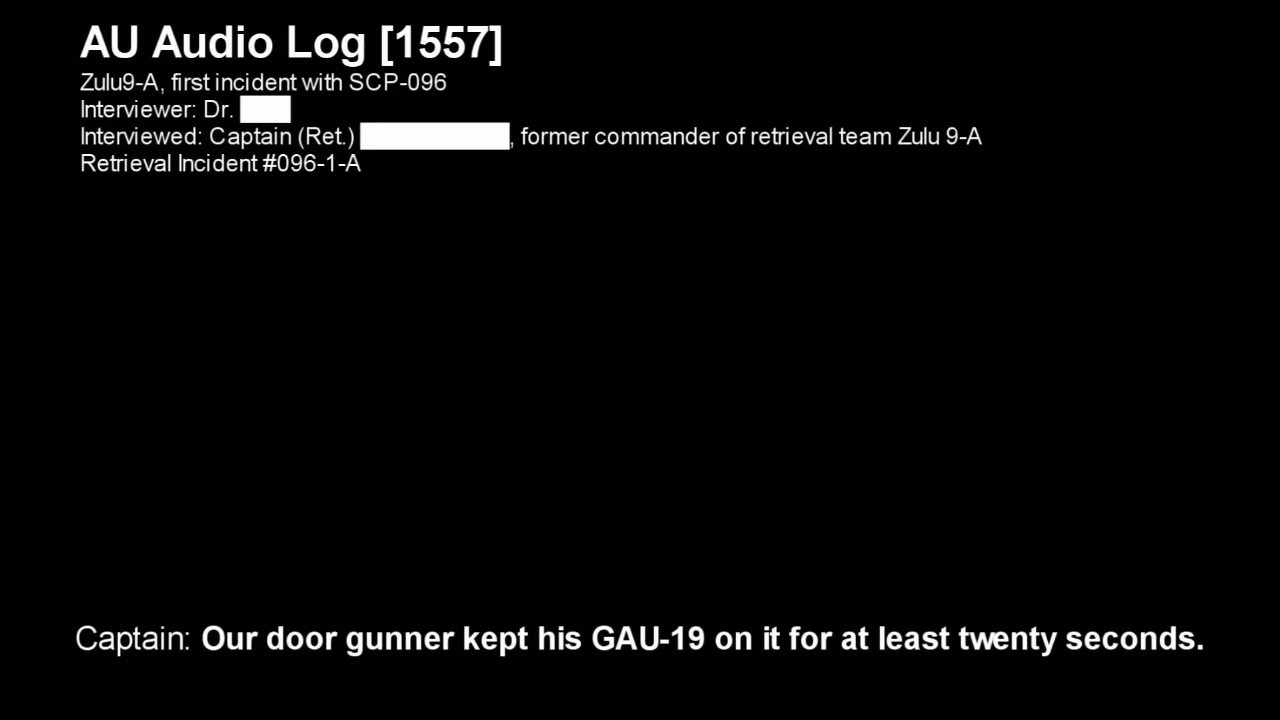 AU Audio Log [1557]
Zulu9-A, first incident with SCP-096
Interviewer: Dr.
Interviewed: Captain (Ret.) , former commander of retrieval team Zulu 9-A
Retrieval Incident #096-1-A
Captain: Our door gunner kept his GAU-19 on it for at least twenty seconds.